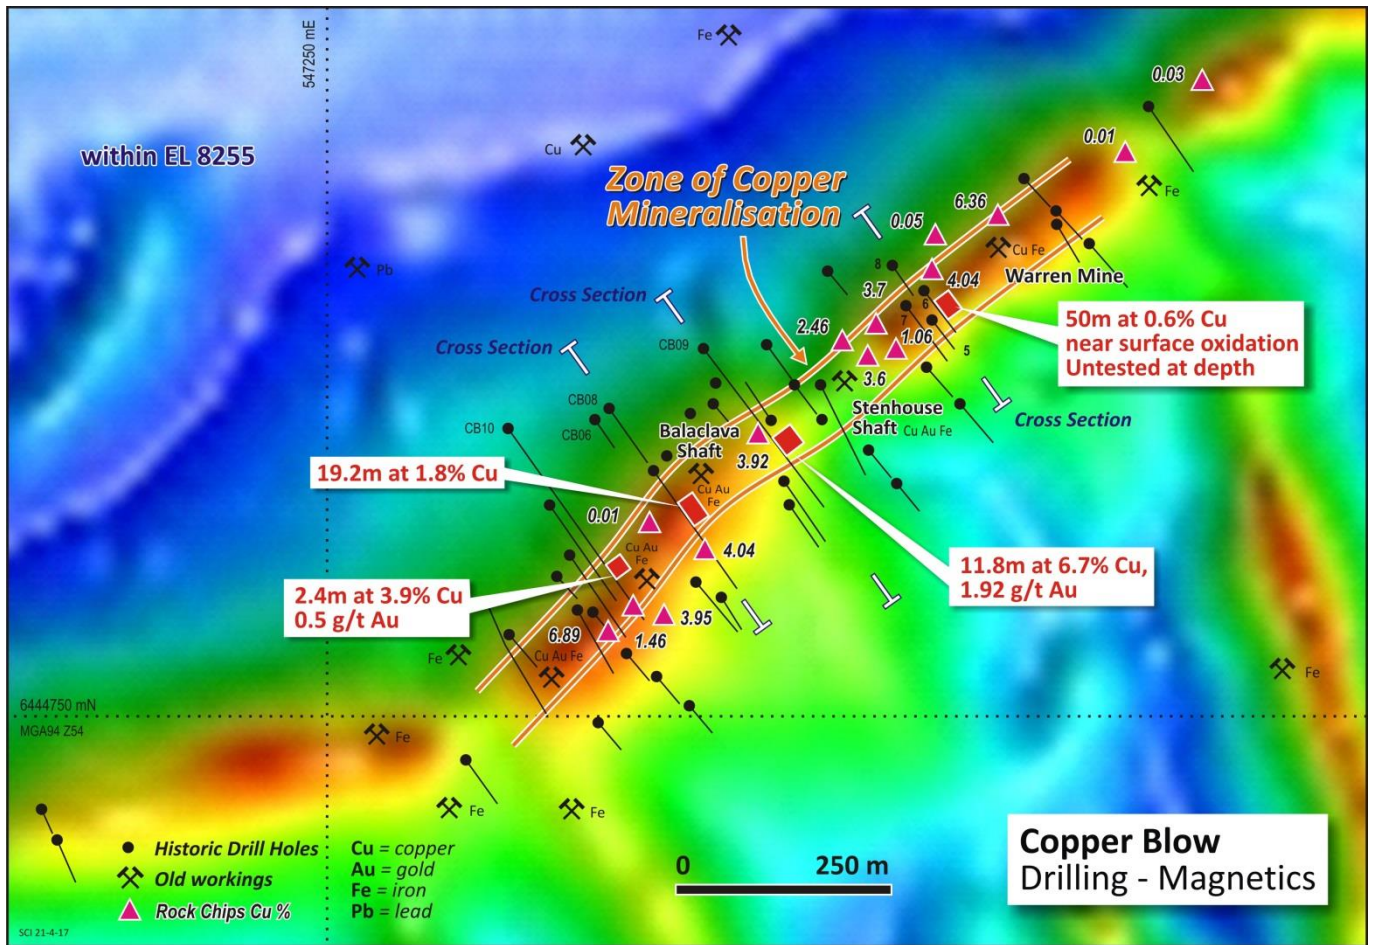 547250 mE
Fe
0.03
0.01
within EL 8255
Cu
Zone of Copper
Mineralisation
Fe
6.36
0.05
Cu Fe
Pb
8
4.04
Warren Mine
Cross Section
3.7
6
7
50m at 0.6% Cu
near surface oxidation
Untested at depth
2.46
1.06
5
Cross Section
CB09
3.6
CB08
Stenhouse
Shaft
Cu Au Fe
Cross Section
CB10
CB06
Balaclava
Shaft
3.92
19.2m at 1.8% Cu
Cu Au
Fe
0.01
Cu Au
Fe
4.04
11.8m at 6.7% Cu,
1.92 g/t Au
2.4m at 3.9% Cu
0.5 g/t Au
3.95
6.89
1.46
Fe
Cu Au Fe
Fe
6444750 mN
MGA94 Z54
Fe
Fe
Fe
Historic Drill Holes
Old workings
Rock Chips Cu %
Cu = copper
Au = gold
Fe = iron
Pb = lead
0
250 m
Copper Blow
Drilling - Magnetics
SCI 21-4-17